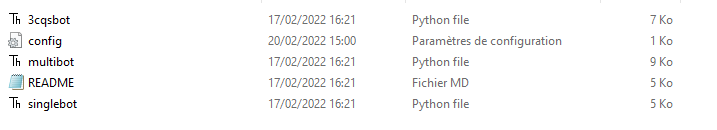 3cqsbot 17/02/2022 16:21 Python file 7 Ko
config 20/02/2022 15:00 Paramètres de configuration 1 Ko
multibot 17/02/2022 16:21 Python file 9 Ko
README 17/02/2022 16:21 Fichier MD 5 Ko
singlebot 17/02/2022 16:21 Python file 5 Ko